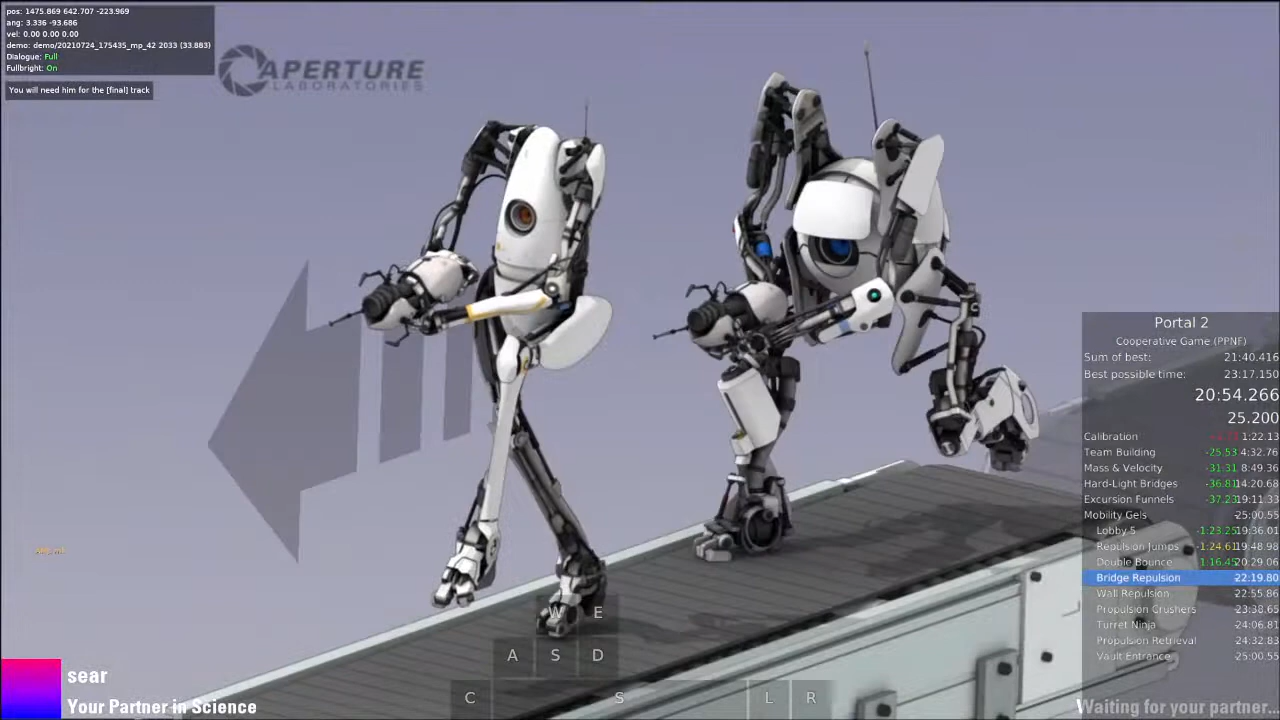 pos: 1475.869 642.707 -223.969
ang: 3.336 -93.686
vel: 0.00 0.00 0.00
demo: demo/20210724_175435_mp_42 2033 (33.883)
Dialogue: Full
Fullbright: On
You will need him for the [final] track
APERTURE
LABORATORIES
Portal 2
Cooperative Game (PPNF)
Sum of best: 21:40.416
Best possible time: 23:17.150
20:54.266
25.200
Calibration 1:22.13
Team Building -25.53 4:32.76
Mass & Velocity -31.31 8:49.36
Hard-Light Bridges -36.81 14:20.68
Excursion Funnels -37.23 19:11.33
Mobility Gels 25:00.55
Lobby 5 -1:23.25 19:36.01
Repulsion Jumps -1:24.61 19:48.98
Double Bounce 1:16.45 20:29.06
Bridge Repulsion 22:19.80
Wall Repulsion 22:55.86
Propulsion Crushers 23:38.65
Turret Ninja 24:06.81
Propulsion Retrieval 24:32.83
Vault Entrance 25:00.55
W E
A S D
C S L R
sear
Your Partner in Science
Waiting for your partner...